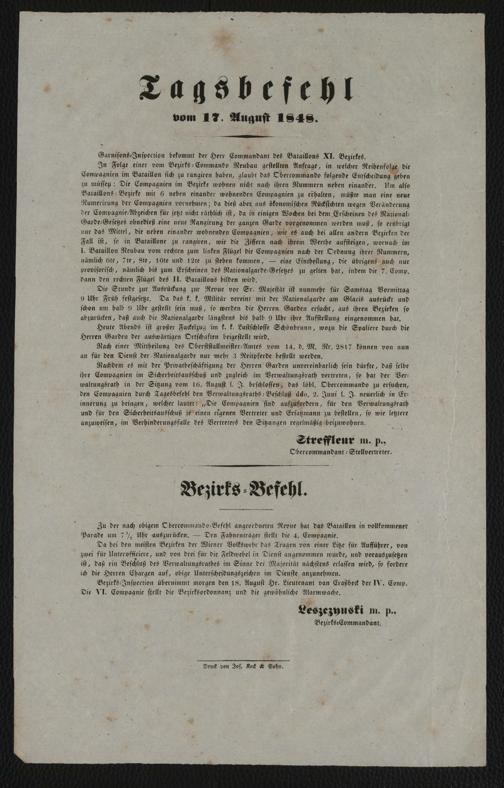 Tagsbefehl
vom 17. August 1848.
Garnisons-Inspection bekommt der Herr Commandant des Bataillons XI. Bezirkes.
In Folge einer vom Bezirks-Commando Neubau gestellten Anfrage, in welcher Reihenfolge die
Compagnien im Bataillon sich zu rangiren haben, glaubt das Obercommando folgende Entscheidung geben
zu müssen: Die Compagnien im Bezirke wohnen nicht nach ihren Nummern neben einander. Um also
Bataillons-Bezirke mit 6 neben einander wohnenden Compagnien zu erhalten, müßte man eine neue
Numerirung der Compagnien vornehmen; da dieß aber aus ökonomischen Rücksichten wegen Veränderung
der Compagnie-Abzeichen für jetzt nicht räthlich ist, da in einigen Wochen bei dem Erscheinen des National-
Garde-Gesetzes ohnedieß eine neue Rangirung der ganzen Garde vorgenommen werden muß, so erübrigt
nur das Mittel, die neben einander wohnenden Compagnien, wie es auch bei allen andern Bezirken der
Fall ist, so in Bataillone zu rangiren, wie die Ziffern nach ihrem Werthe aufsteigen, wornach im
I. Bataillon Neubau vom rechten zum linken Flügel die Compagnien nach der Ordnung ihrer Nummern,
nämlich 6te, 7te, 8te, 10te und 12te zu stehen kommen, — eine Eintheilung, die übrigens auch nur
provisorisch, nämlich bis zum Erscheinen des Nationalgarde-Gesetzes zu gelten hat, indem die 7. Comp.
dann den rechten Flügel des II. Bataillons bilden wird.
Die Stunde zur Ausrückung zur Revue vor Sr. Majestät ist nunmehr für Samstag Vormittag
9 Uhr Früh festgesetzt. Da das k. k. Militär vereint mit der Nationalgarde am Glacis ausrückt und
schon um halb 9 Uhr gestellt sein muß, so werden die Herren Garden ersucht, aus ihren Bezirken so
abzurücken, daß auch die Nationalgarde längstens bis halb 9 Uhr ihre Aufstellung eingenommen hat.
Heute Abends ist großer Fackelzug im k. k. Lustschlosse Schönbrunn, wozu die Spaliere durch die
Herren Garden der auswärtigen Ortschaften beigestellt wird.
Nach einer Mittheilung des Oberststallmeister-Amtes vom 14. d. M. Nr. 2847 können von nun
an für den Dienst der Nationalgarde nur mehr 3 Reitpferde bestellt werden.
Nachdem es mit der Privatbeschäftigung der Herren Garden unvereinbarlich sein dürfte, daß selbe
ihre Compagnien im Sicherheitsausschuß und zugleich im Verwaltungsrath vertreten, so hat der Ver-
waltungsrath in der Sitzung vom 16. August l. J. beschlossen, das löbl. Obercommando zu ersuchen,
den Compagnien durch Tagesbefehl den Verwaltungsraths-Beschluß ddo. 2. Juni l. J. neuerlich in Er-
innerung zu bringen, welcher lautet: „Die Compagnien sind aufzufordern, für den Verwaltungsrath
und für den Sicherheitsausschuß je einen eigenen Vertreter und Ersatzmann zu bestellen, so wie letztere
anzuweisen, im Verhinderungsfalle des Vertreters den Sitzungen regelmäßig beizuwohnen.
Streffleur m. p.,
Obercommandant-Stellvertreter.
Bezirks-Befehl.
Zu der nach obigem Obercommando-Befehl angeordneten Revue hat das Bataillon in vollkommener
Parade um 7½ Uhr auszurücken. — Den Fahnenträger stellt die 4. Compagnie.
Da bei den meisten Bezirken der Wiener Volkswehr das Tragen von einer Litze für Aufführer, von
zwei für Unterofficiere, und von drei für die Feldwebel in Dienst angenommen wurde, und vorauszusetzen
ist, daß ein Beschluß des Verwaltungsrathes im Sinne der Majorität nächstens erlassen wird, so fordere
ich die Herren Chargen auf, obige Unterscheidungszeichen im Dienste anzunehmen.
Bezirks-Inspection übernimmt morgen den 18. August Hr. Lieutenant van der IV. Comp.
Die VI. Compagnie stellt die Bezirksordonnanz und die gewöhnliche Alarmwache.
Leszczynski m. p.,
Bezirks-Commandant.
Druck von Jos. Keck & Sohn.